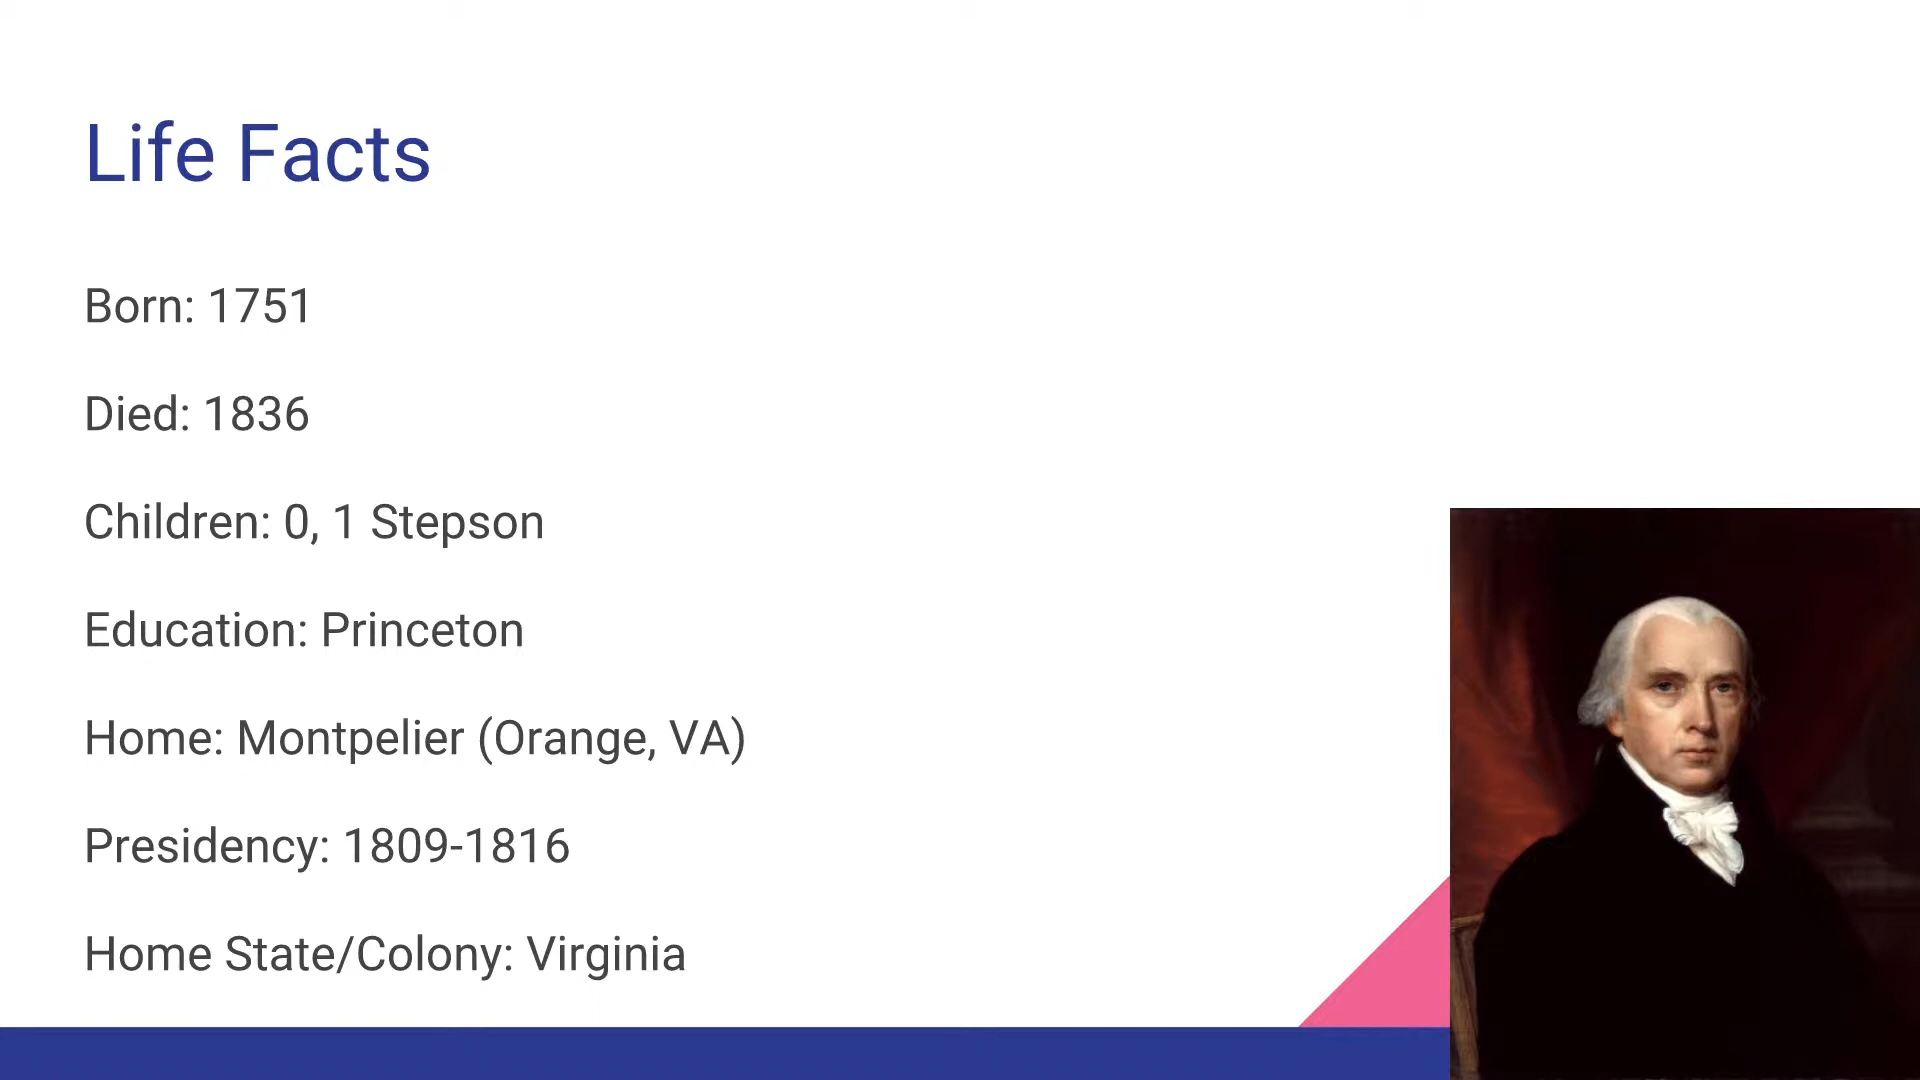 Life Facts
Born: 1751
Died: 1836
Children: 0, 1 Stepson
Education: Princeton
Home: Montpelier (Orange, VA)
Presidency: 1809-1816
Home State/Colony: Virginia